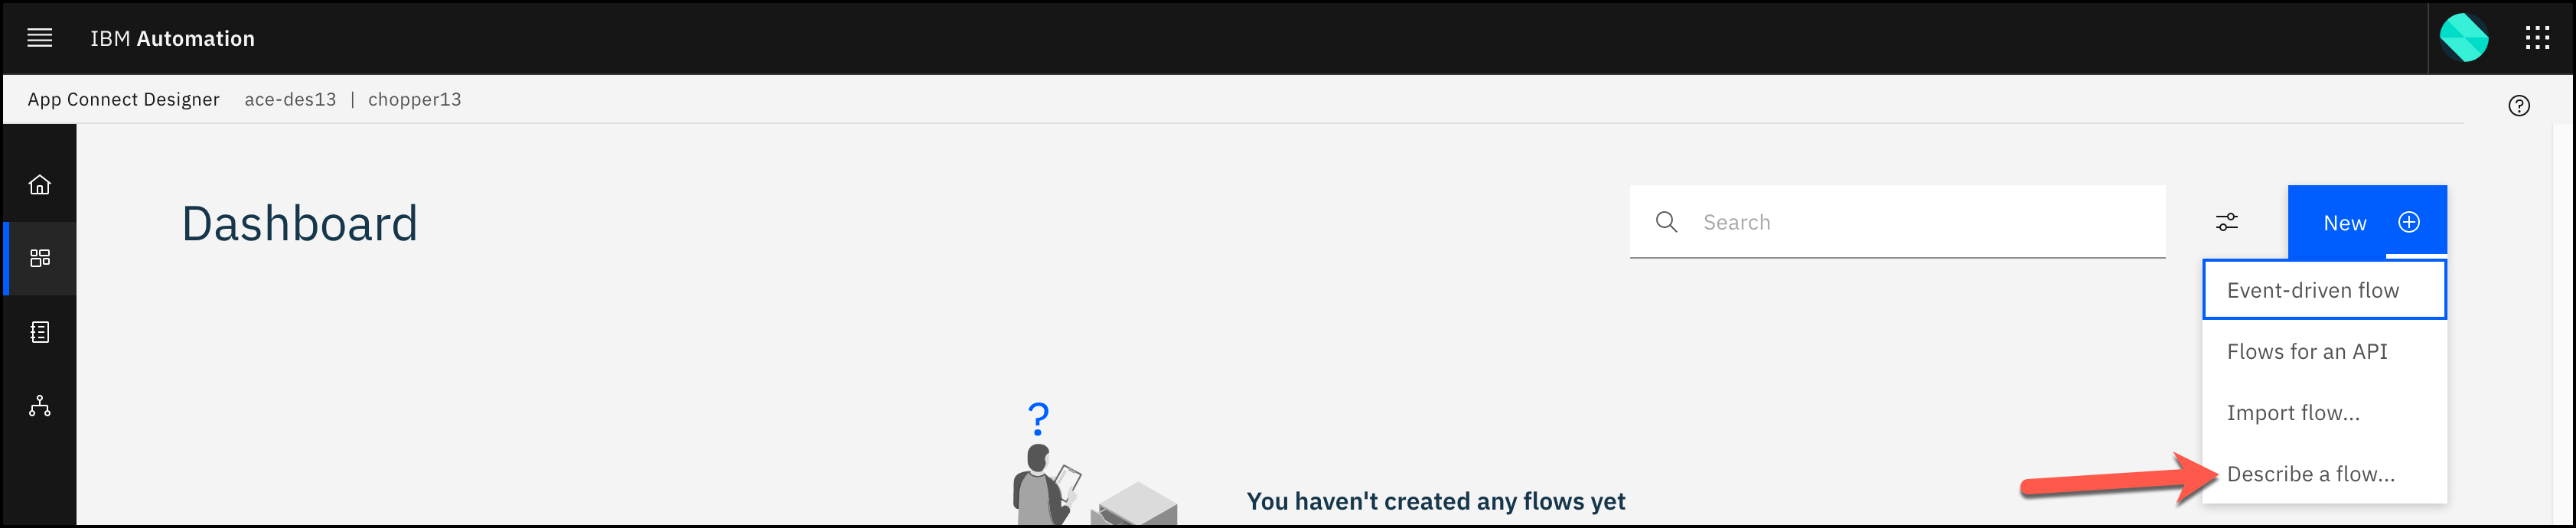 IBM Automation
App Connect Designer ace-des13 | chopper13
Dashboard
Search
New
Event-driven flow
Flows for an API
Import flow...
Describe a flow...
?
You haven't created any flows yet